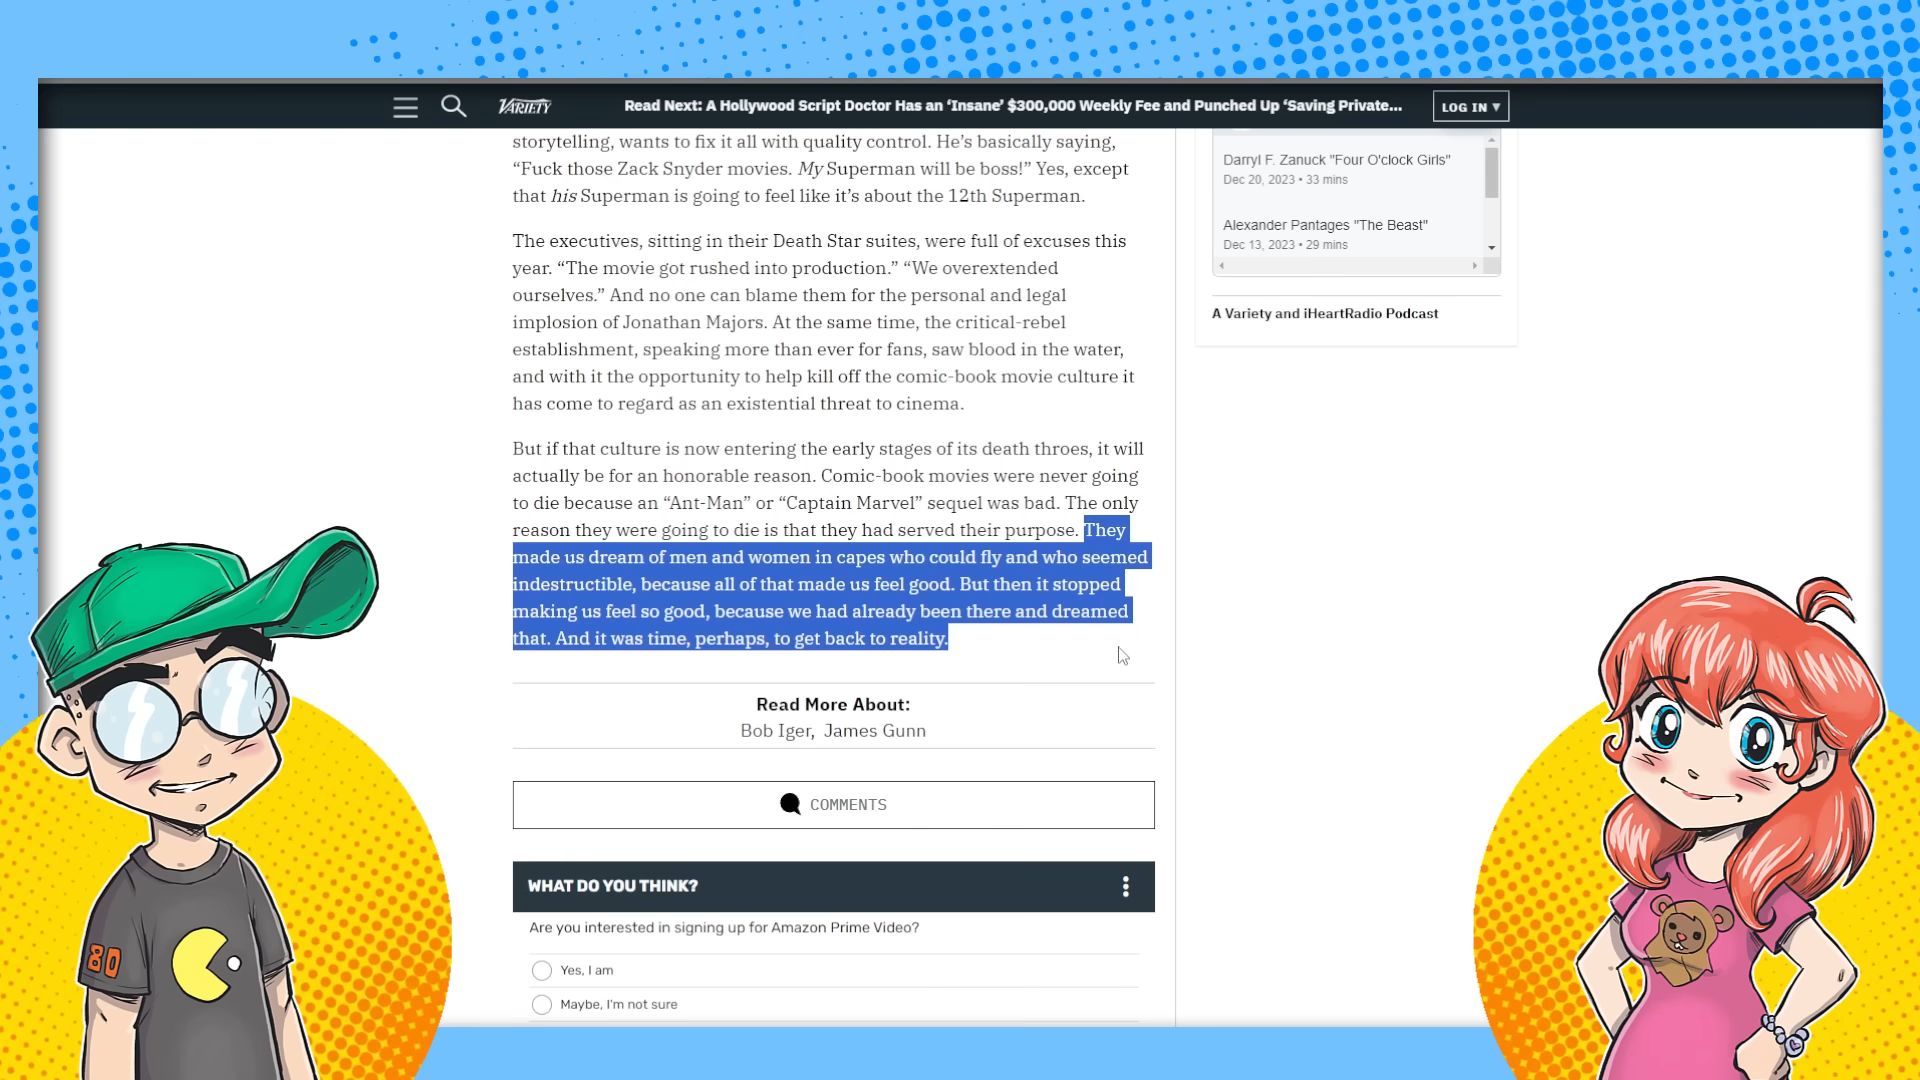 VARIETY
Read Next: A Hollywood Script Doctor Has an ‘Insane’ $300,000 Weekly Fee and Punched Up ‘Saving Private...
LOG IN ▾
storytelling, wants to fix it all with quality control. He’s basically saying,
“Fuck those Zack Snyder movies. My Superman will be boss!” Yes, except
that his Superman is going to feel like it’s about the 12th Superman.
The executives, sitting in their Death Star suites, were full of excuses this
year. “The movie got rushed into production.” “We overextended
ourselves.” And no one can blame them for the personal and legal
implosion of Jonathan Majors. At the same time, the critical-rebel
establishment, speaking more than ever for fans, saw blood in the water,
and with it the opportunity to help kill off the comic-book movie culture it
has come to regard as an existential threat to cinema.
But if that culture is now entering the early stages of its death throes, it will
actually be for an honorable reason. Comic-book movies were never going
to die because an “Ant-Man” or “Captain Marvel” sequel was bad. The only
reason they were going to die is that they had served their purpose. They
made us dream of men and women in capes who could fly and who seemed
indestructible, because all of that made us feel good. But then it stopped
making us feel so good, because we had already been there and dreamed
that. And it was time, perhaps, to get back to reality.
Read More About:
Bob Iger, James Gunn
COMMENTS
WHAT DO YOU THINK?
Are you interested in signing up for Amazon Prime Video?
Yes, I am
Maybe, I'm not sure
Darryl F. Zanuck "Four O'clock Girls"
Dec 20, 2023 • 33 mins
Alexander Pantages "The Beast"
Dec 13, 2023 • 29 mins
A Variety and iHeartRadio Podcast
80